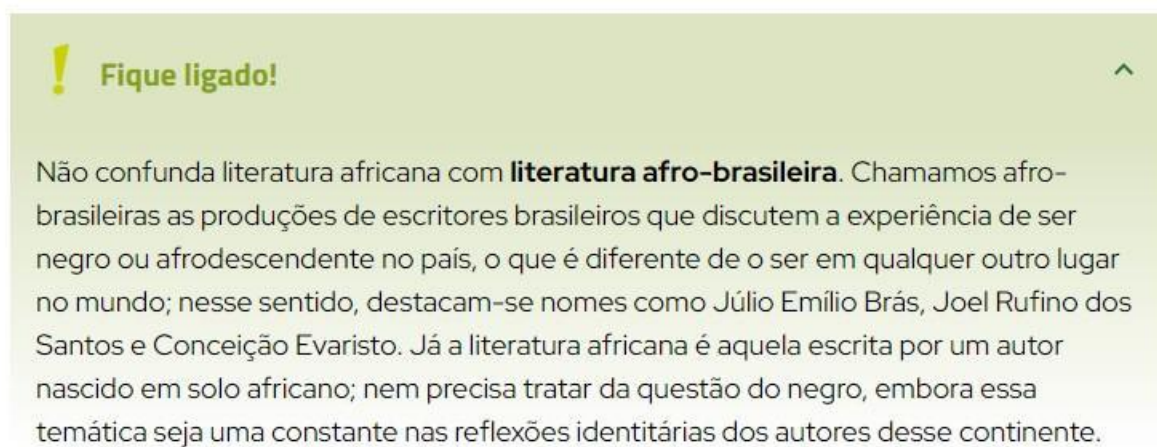 Fique ligado!
Não confunda literatura africana com literatura afro-brasileira. Chamamos afro-
brasileiras as produções de escritores brasileiros que discutem a experiência de ser
negro ou afrodescendente no país, o que é diferente de o ser em qualquer outro lugar
no mundo; nesse sentido, destacam-se nomes como Júlio Emílio Brás, Joel Rufino dos
Santos e Conceição Evaristo. Já a literatura africana é aquela escrita por um autor
nascido em solo africano; nem precisa tratar da questão do negro, embora essa
temática seja uma constante nas reflexões identitárias dos autores desse continente.